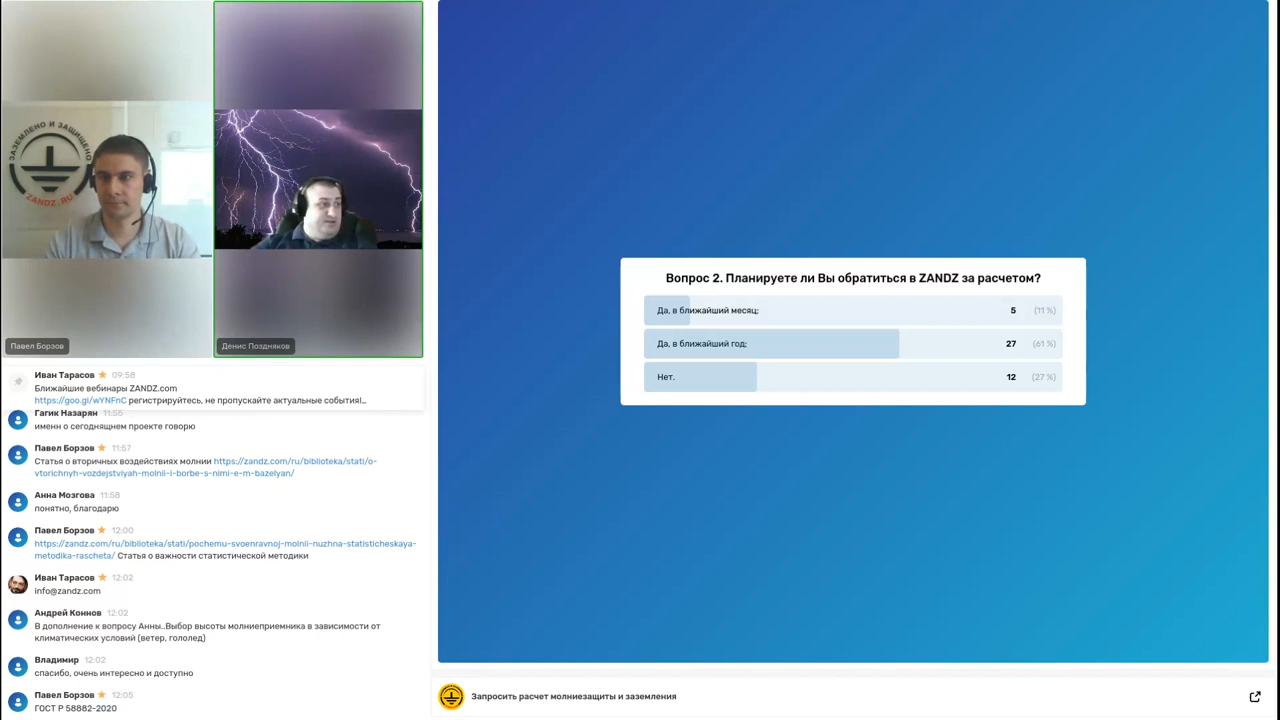 ЗАЗЕМЛЕНО И ЗАЩИЩЕНО
ZANDZ.RU
Павел Борзов
Денис Поздняков
Иван Тарасов 09:58
Ближайшие вебинары ZANDZ.com
https://goo.gl/wYNFnC регистрируйтесь, не пропускайте актуальные события!...
Гагик Назарян 11:55
именн о сегоднящнем проекте говорю
Павел Борзов 11:57
Статья о вторичных воздействиях молнии https://zandz.com/ru/biblioteka/stati/o-
vtorichnyh-vozdejstviyah-molnii-i-borbe-s-nimi-e-m-bazelyan/
Анна Мозгова 11:58
понятно, благодарю
Павел Борзов 12:00
https://zandz.com/ru/biblioteka/stati/pochemu-svoenravnoj-molnii-nuzhna-statisticheskaya-
metodika-rascheta/ Статья о важности статистической методики
Иван Тарасов 12:02
info@zandz.com
Андрей Коннов 12:02
В дополнение к вопросу Анны..Выбор высоты молниеприемника в зависимости от
климатических условий (ветер, гололед)
Владимир 12:02
спасибо, очень интересно и доступно
Павел Борзов 12:05
ГОСТ Р 58882-2020
Вопрос 2. Планируете ли Вы обратиться в ZANDZ за расчетом?
Да, в ближайший месяц; 5 (11 %)
Да, в ближайший год; 27 (61 %)
Нет. 12 (27 %)
Запросить расчет молниезащиты и заземления